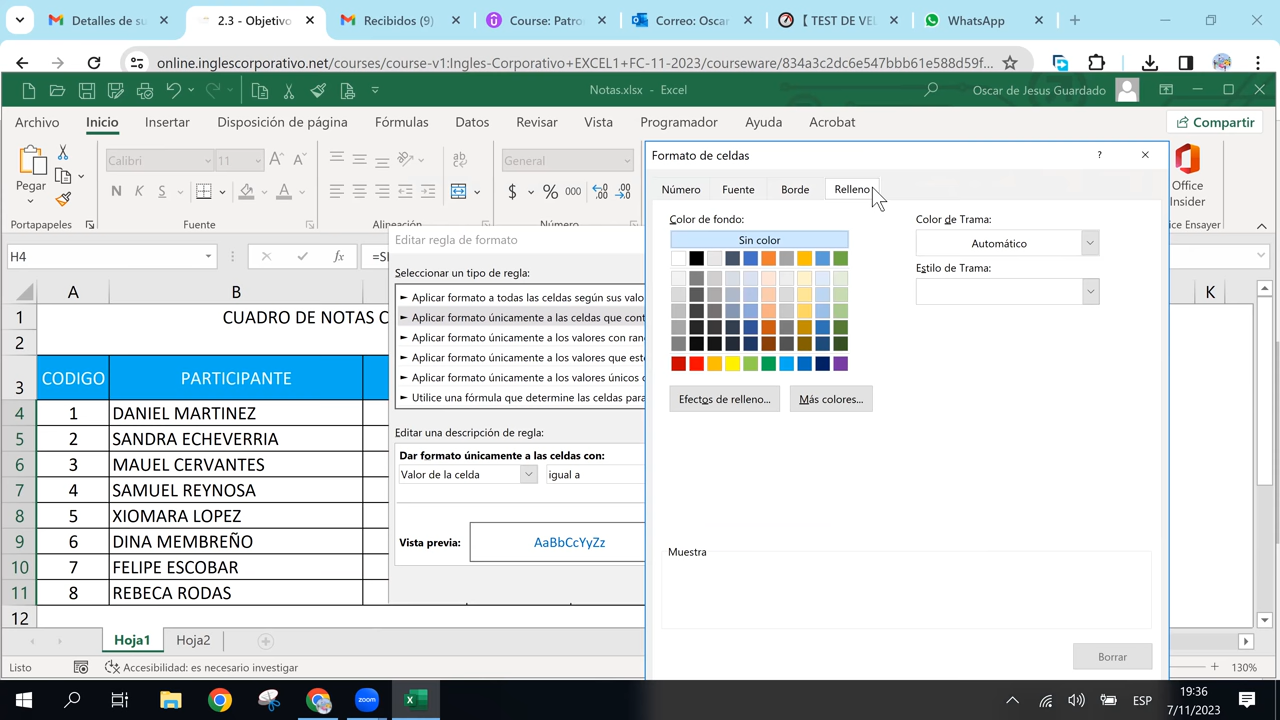 Detalles de su
2.3 - Objetivo
Recibidos (9)
Course: Patro
Correo: Oscar
【 TEST DE VEL
WhatsApp
online.inglescorporativo.net/courses/course-v1:Ingles-Corporativo+EXCEL1+FC-11-2023/courseware/834a3c2dc6e547bbb61e588d59f...
Notas.xlsx - Excel
Oscar de Jesus Guardado
Archivo Inicio Insertar Disposición de página Fórmulas Datos Revisar Vista Programador Ayuda Acrobat
Compartir
Pegar
Calibri 11
N K S
General
$ % 000
Office
Insider
Portapapeles Fuente Alineación Número
ce Ensayer
H4
fx
A B K
1 CUADRO DE NOTAS C
2
3 CODIGO PARTICIPANTE
4 1 DANIEL MARTINEZ
5 2 SANDRA ECHEVERRIA
6 3 MAUEL CERVANTES
7 4 SAMUEL REYNOSA
8 5 XIOMARA LOPEZ
9 6 DINA MEMBREÑO
10 7 FELIPE ESCOBAR
11 8 REBECA RODAS
12
Editar regla de formato
Seleccionar un tipo de regla:
► Aplicar formato a todas las celdas según sus valo
► Aplicar formato únicamente a las celdas que cont
► Aplicar formato únicamente a los valores con ran
► Aplicar formato únicamente a los valores que est
► Aplicar formato únicamente a los valores únicos
► Utilice una fórmula que determine las celdas para
Editar una descripción de regla:
Dar formato únicamente a las celdas con:
Valor de la celda
igual a
Vista previa:
AaBbCcYyZz
Formato de celdas
?
Número Fuente Borde Relleno
Color de fondo:
Sin color
Efectos de relleno...
Más colores...
Color de Trama:
Automático
Estilo de Trama:
Muestra
Borrar
Hoja1 Hoja2
Listo
Accesibilidad: es necesario investigar
130%
zoom
ESP
19:36
7/11/2023